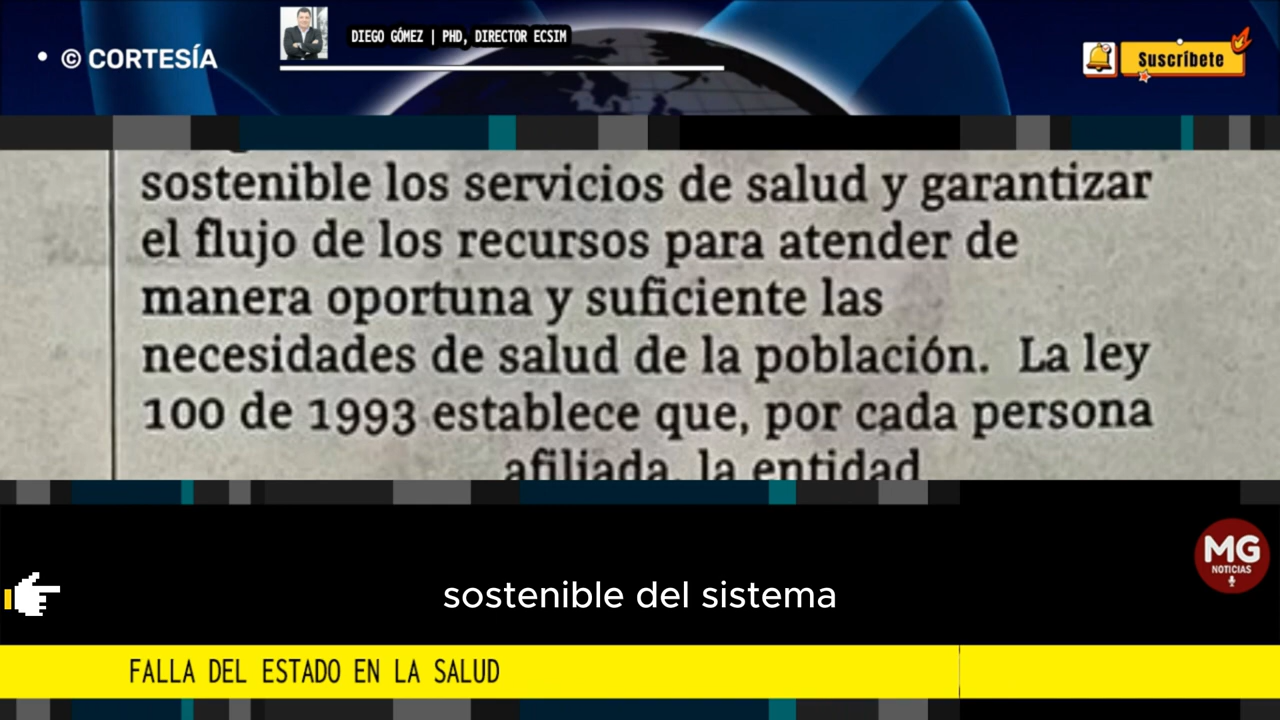 • © CORTESÍA
DIEGO GÓMEZ | PHD, DIRECTOR ECSIM
Suscríbete
sostenible los servicios de salud y garantizar
el flujo de los recursos para atender de
manera oportuna y suficiente las
necesidades de salud de la población. La ley
100 de 1993 establece que, por cada persona
afiliada, la entidad
sostenible del sistema
MG
NOTICIAS
FALLA DEL ESTADO EN LA SALUD